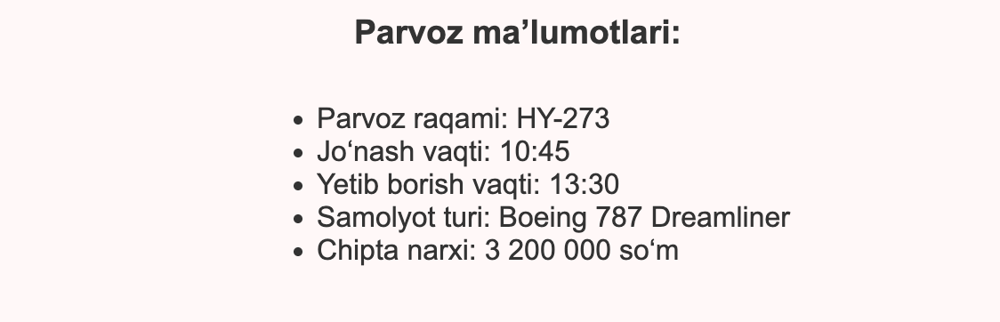 Parvoz ma’lumotlari:
• Parvoz raqami: HY-273
• Jo‘nash vaqti: 10:45
• Yetib borish vaqti: 13:30
• Samolyot turi: Boeing 787 Dreamliner
• Chipta narxi: 3 200 000 so‘m